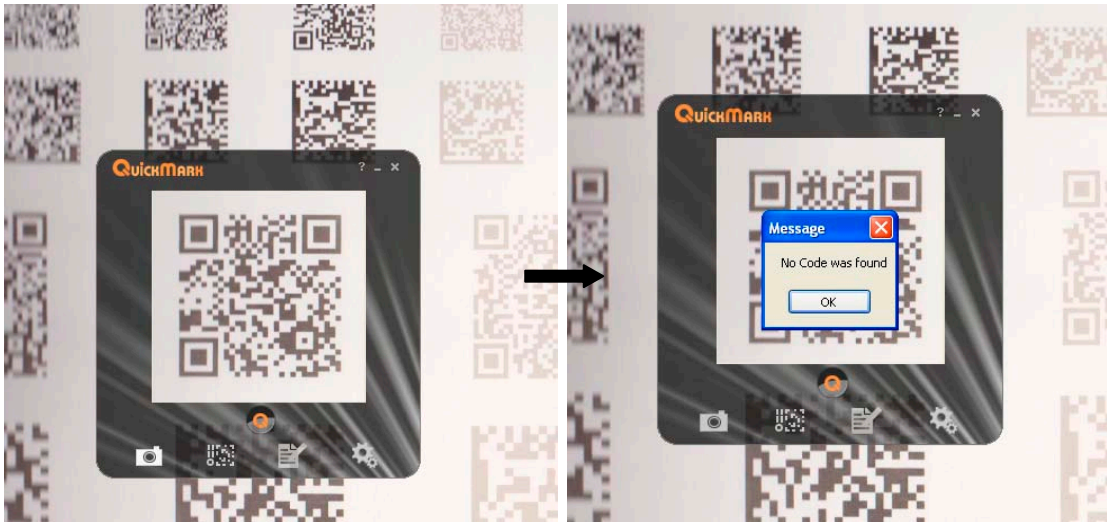 QuickMark
? - x
QuickMark
? - x
Message
No Code was found
OK